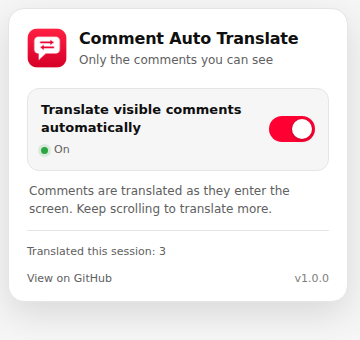 Comment Auto Translate
Only the comments you can see
Translate visible comments
automatically
On
Comments are translated as they enter the
screen. Keep scrolling to translate more.
Translated this session: 3
View on GitHub
v1.0.0